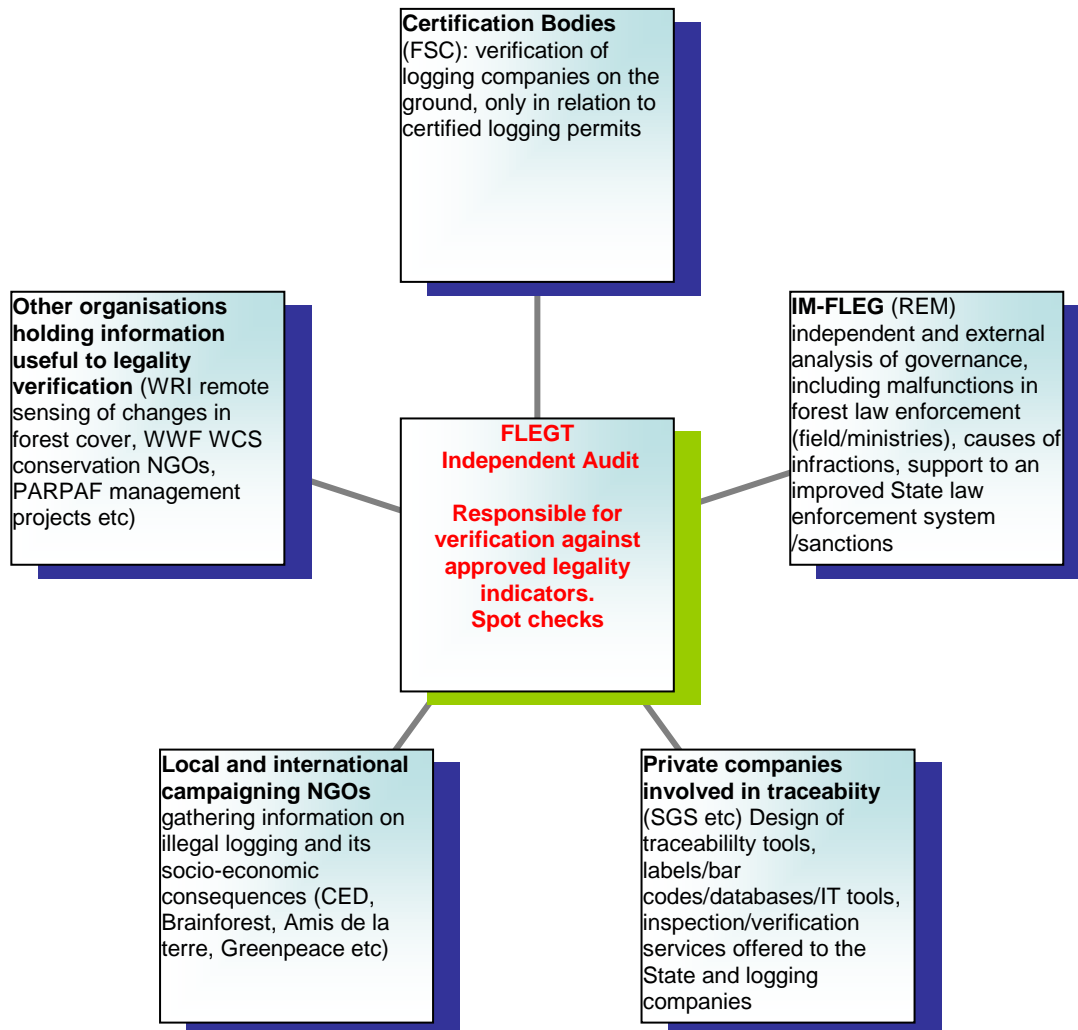 Certification Bodies
(FSC): verification of
logging companies on the
ground, only in relation to
certified logging permits
Other organisations
holding information
useful to legality
verification (WRI remote
sensing of changes in
forest cover, WWF WCS
conservation NGOs,
PARPAF management
projects etc)
IM-FLEG (REM)
independent and external
analysis of governance,
including malfunctions in
forest law enforcement
(field/ministries), causes of
infractions, support to an
improved State law
enforcement system
/sanctions
FLEGT
Independent Audit
Responsible for
verification against
approved legality
indicators.
Spot checks
Local and international
campaigning NGOs
gathering information on
illegal logging and its
socio-economic
consequences (CED,
Brainforest, Amis de la
terre, Greenpeace etc)
Private companies
involved in traceabiity
(SGS etc) Design of
traceabililty tools,
labels/bar
codes/databases/IT tools,
inspection/verification
services offered to the
State and logging
companies